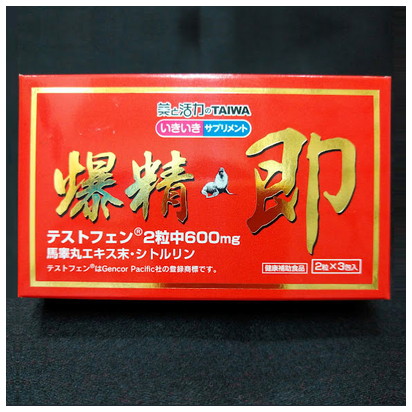 美と活力のTAIWA
いきいき サプリメント
爆精 即
テストフェン®2粒中600mg
馬睾丸エキス末・シトルリン
テストフェン®はGencor Pacific社の登録商標です。
健康補助食品 2粒×3包入